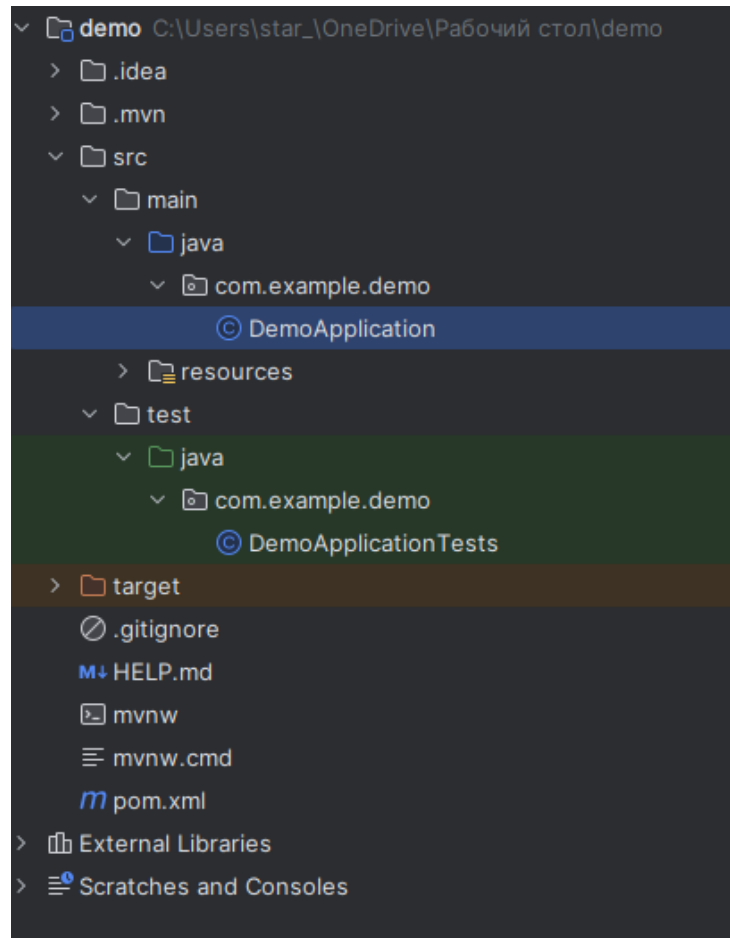 demo C:\Users\star_\OneDrive\Рабочий стол\demo
.idea
.mvn
src
main
java
com.example.demo
DemoApplication
resources
test
java
com.example.demo
DemoApplicationTests
target
.gitignore
M↓ HELP.md
mvnw
mvnw.cmd
m pom.xml
External Libraries
Scratches and Consoles